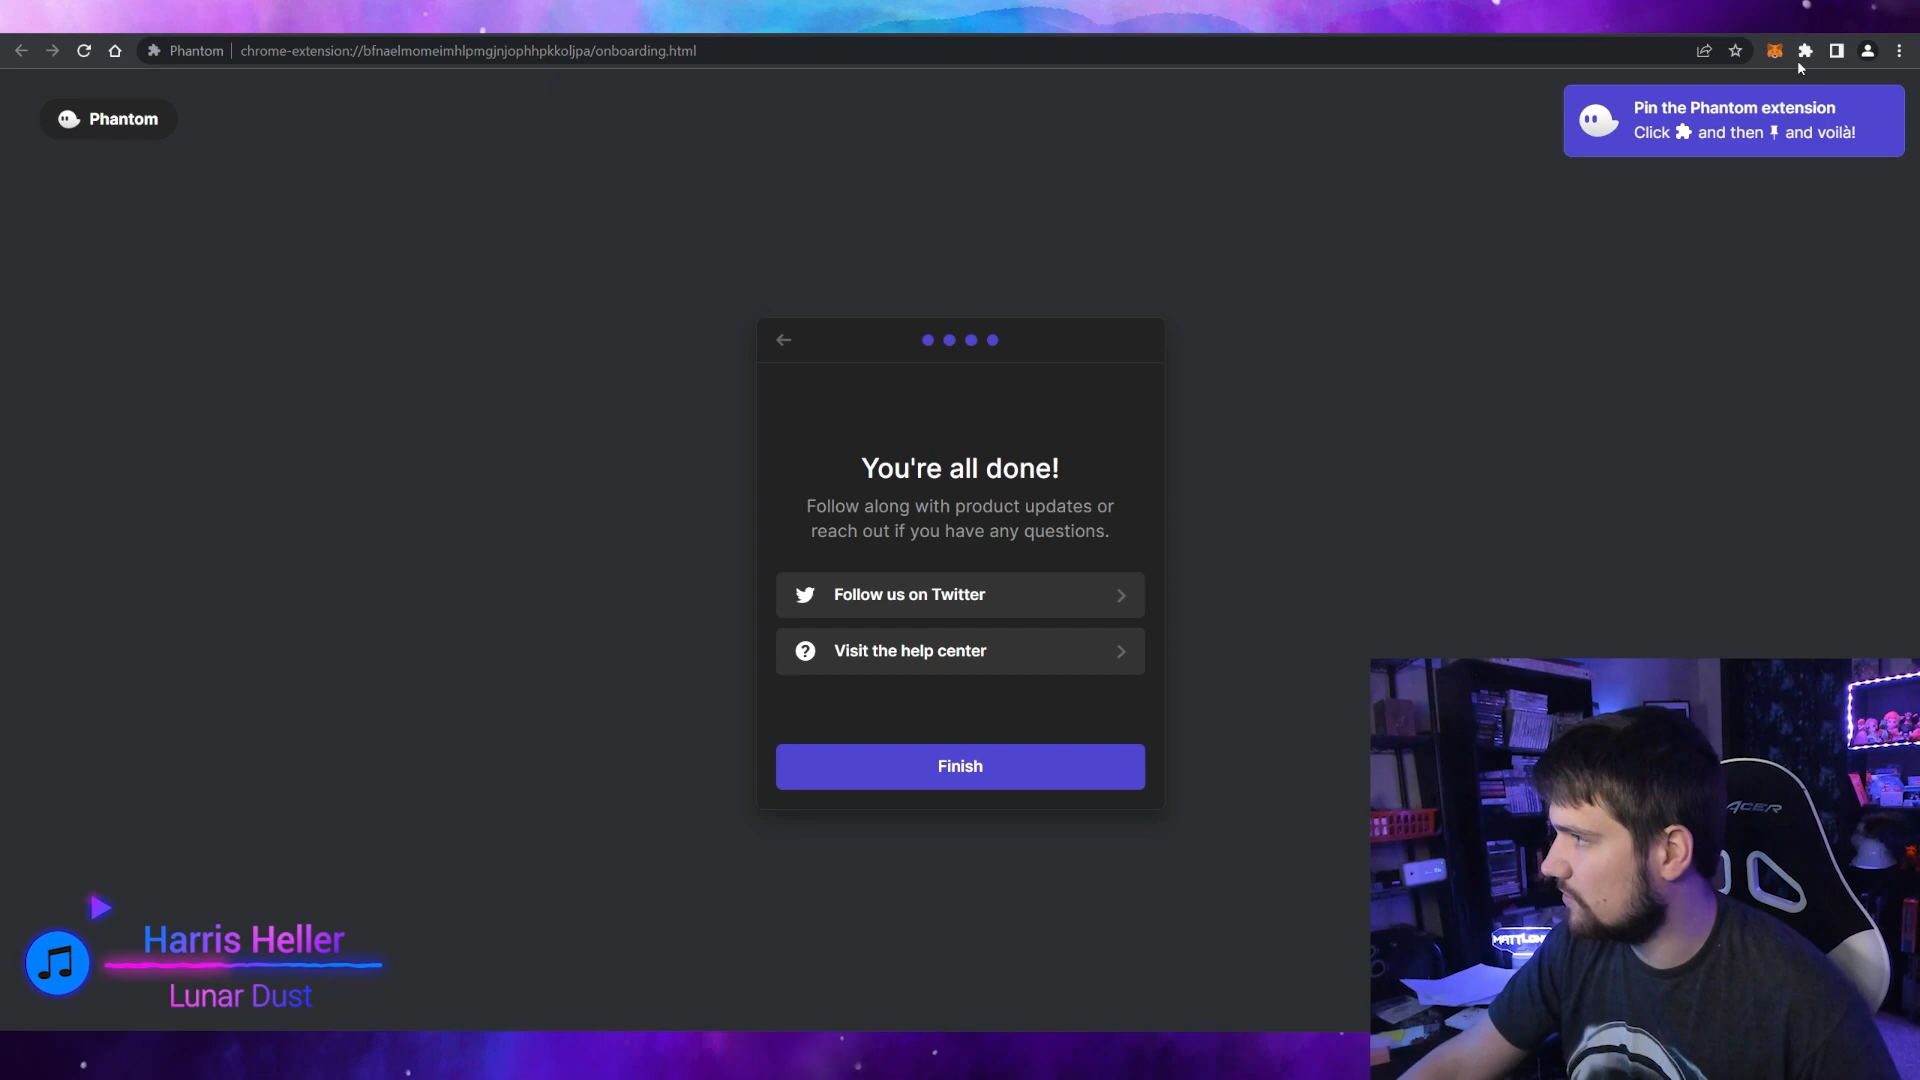 Phantom
chrome-extension://bfnaelmomeimhlpmgjnjophhpkkoljpa/onboarding.html
Phantom
Pin the Phantom extension
Click and then and voilà!
You're all done!
Follow along with product updates or
reach out if you have any questions.
Follow us on Twitter
Visit the help center
Finish
ACER
Harris Heller
Lunar Dust